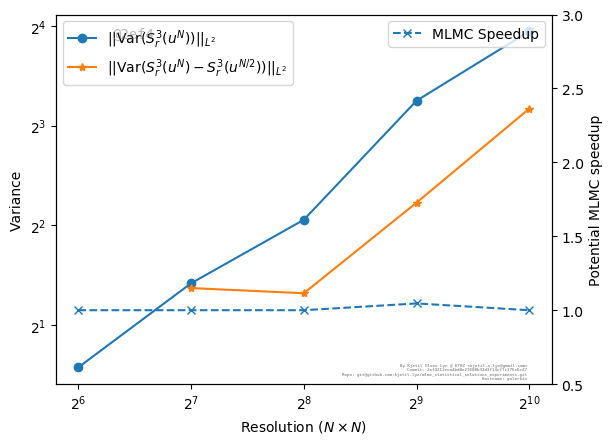 ||Var(S_r^3(u^N))||_{L^2}
||Var(S_r^3(u^N) − S_r^3(u^{N/2}))||_{L^2}
MLMC Speedup
2^4
2^3
2^2
2^1
Variance
3.0
2.5
2.0
1.5
1.0
0.5
Potential MLMC speedup
2^6 2^7 2^8 2^9 2^10
Resolution (N × N)